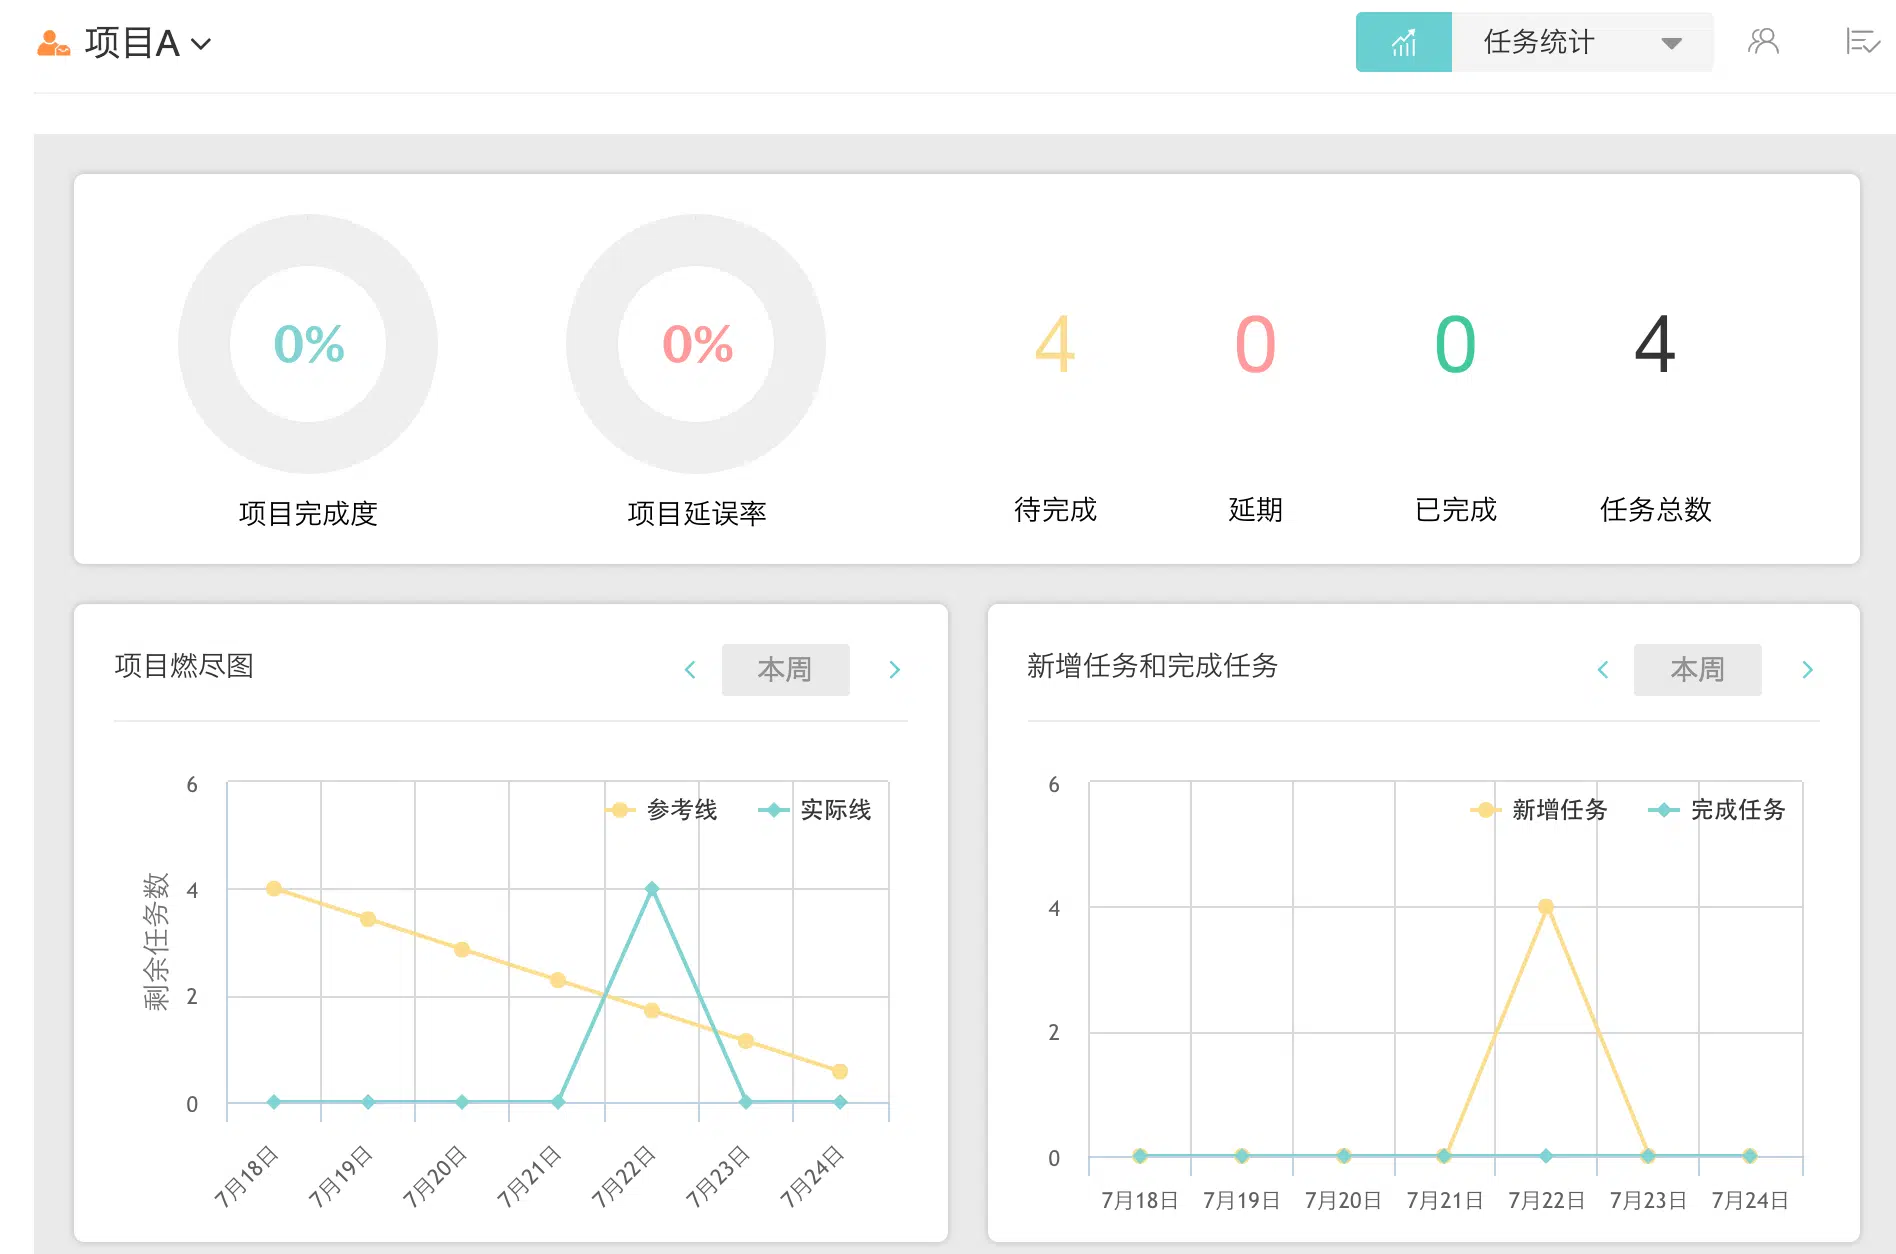 项目A
任务统计
0%
0%
4
0
0
4
项目完成度
项目延误率
待完成
延期
已完成
任务总数
项目燃尽图
本周
参考线
实际线
剩余任务数
6
4
2
0
7月18日
7月19日
7月20日
7月21日
7月22日
7月23日
7月24日
新增任务和完成任务
本周
新增任务
完成任务
6
4
2
0
7月18日
7月19日
7月20日
7月21日
7月22日
7月23日
7月24日